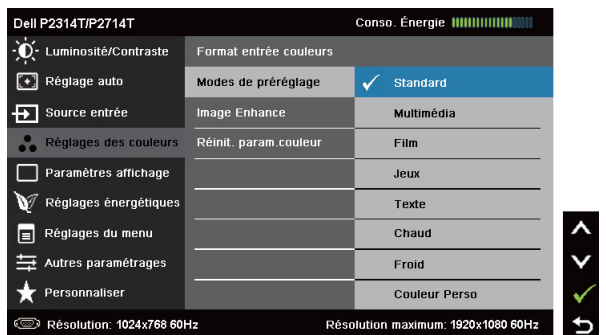 Dell P2314T/P2714T Conso. Énergie
Luminosité/Contraste Format entrée couleurs
Réglage auto Modes de préréglage Standard
Source entrée Image Enhance Multimédia
Réglages des couleurs Réinit. param.couleur Film
Paramètres affichage Jeux
Réglages énergétiques Texte
Réglages du menu Chaud
Autres paramétrages Froid
Personnaliser Couleur Perso
Résolution: 1024x768 60Hz Résolution maximum: 1920x1080 60Hz